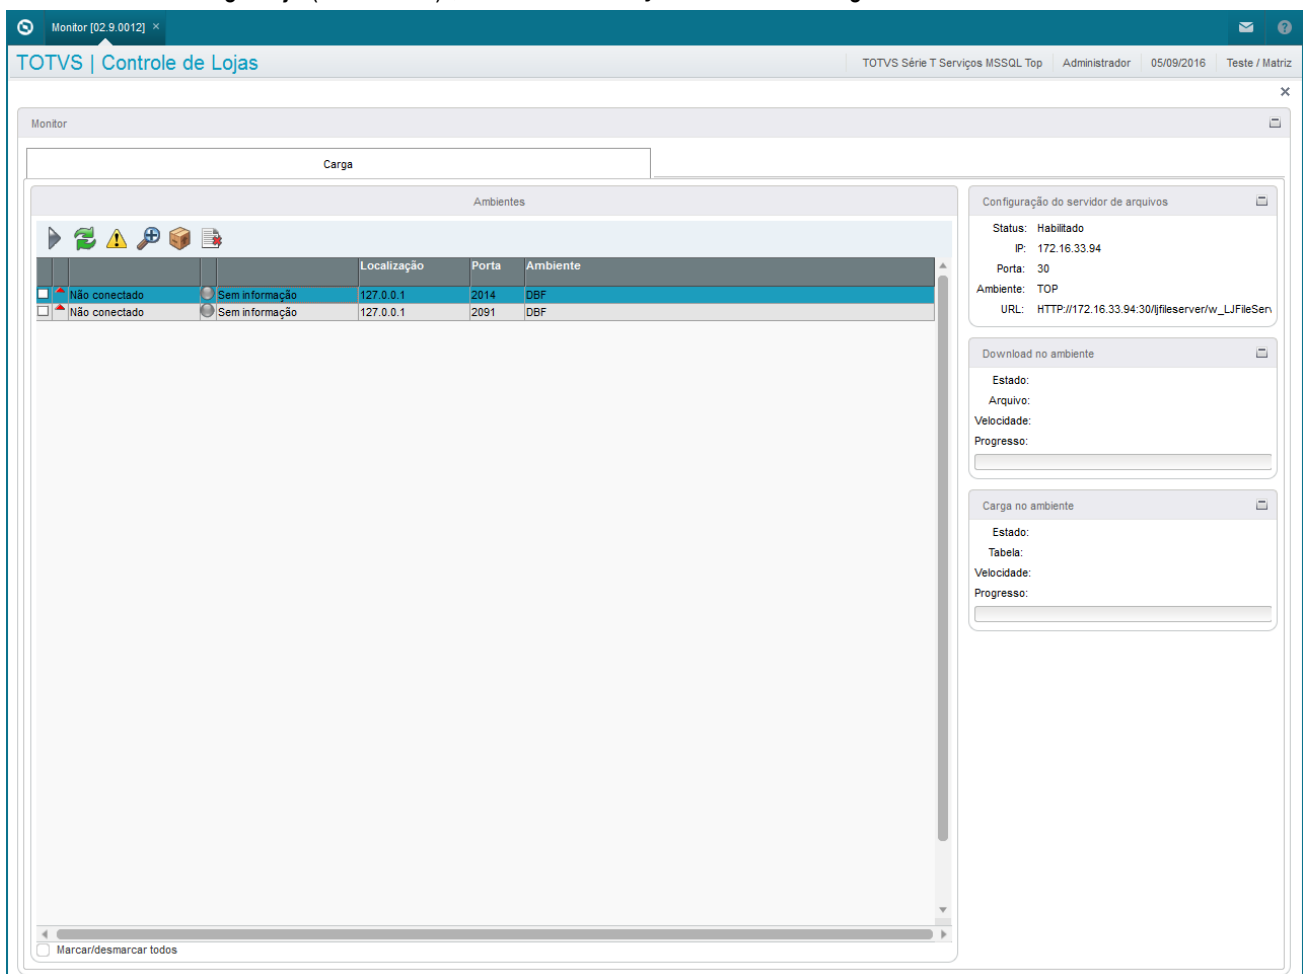 Monitor [02.9.0012] ×
TOTVS | Controle de Lojas
TOTVS Série T Serviços MSSQL Top Administrador 05/09/2016 Teste / Matriz
Monitor
Carga
Ambientes
Localização Porta Ambiente
Não conectado Sem informação 127.0.0.1 2014 DBF
Não conectado Sem informação 127.0.0.1 2091 DBF
Marcar/desmarcar todos
Configuração do servidor de arquivos
Status: Habilitado
IP: 172.16.33.94
Porta: 30
Ambiente: TOP
URL: HTTP://172.16.33.94:30/ljfileserver/w_LJFileSer
Download no ambiente
Estado:
Arquivo:
Velocidade:
Progresso:
Carga no ambiente
Estado:
Tabela:
Velocidade:
Progresso: